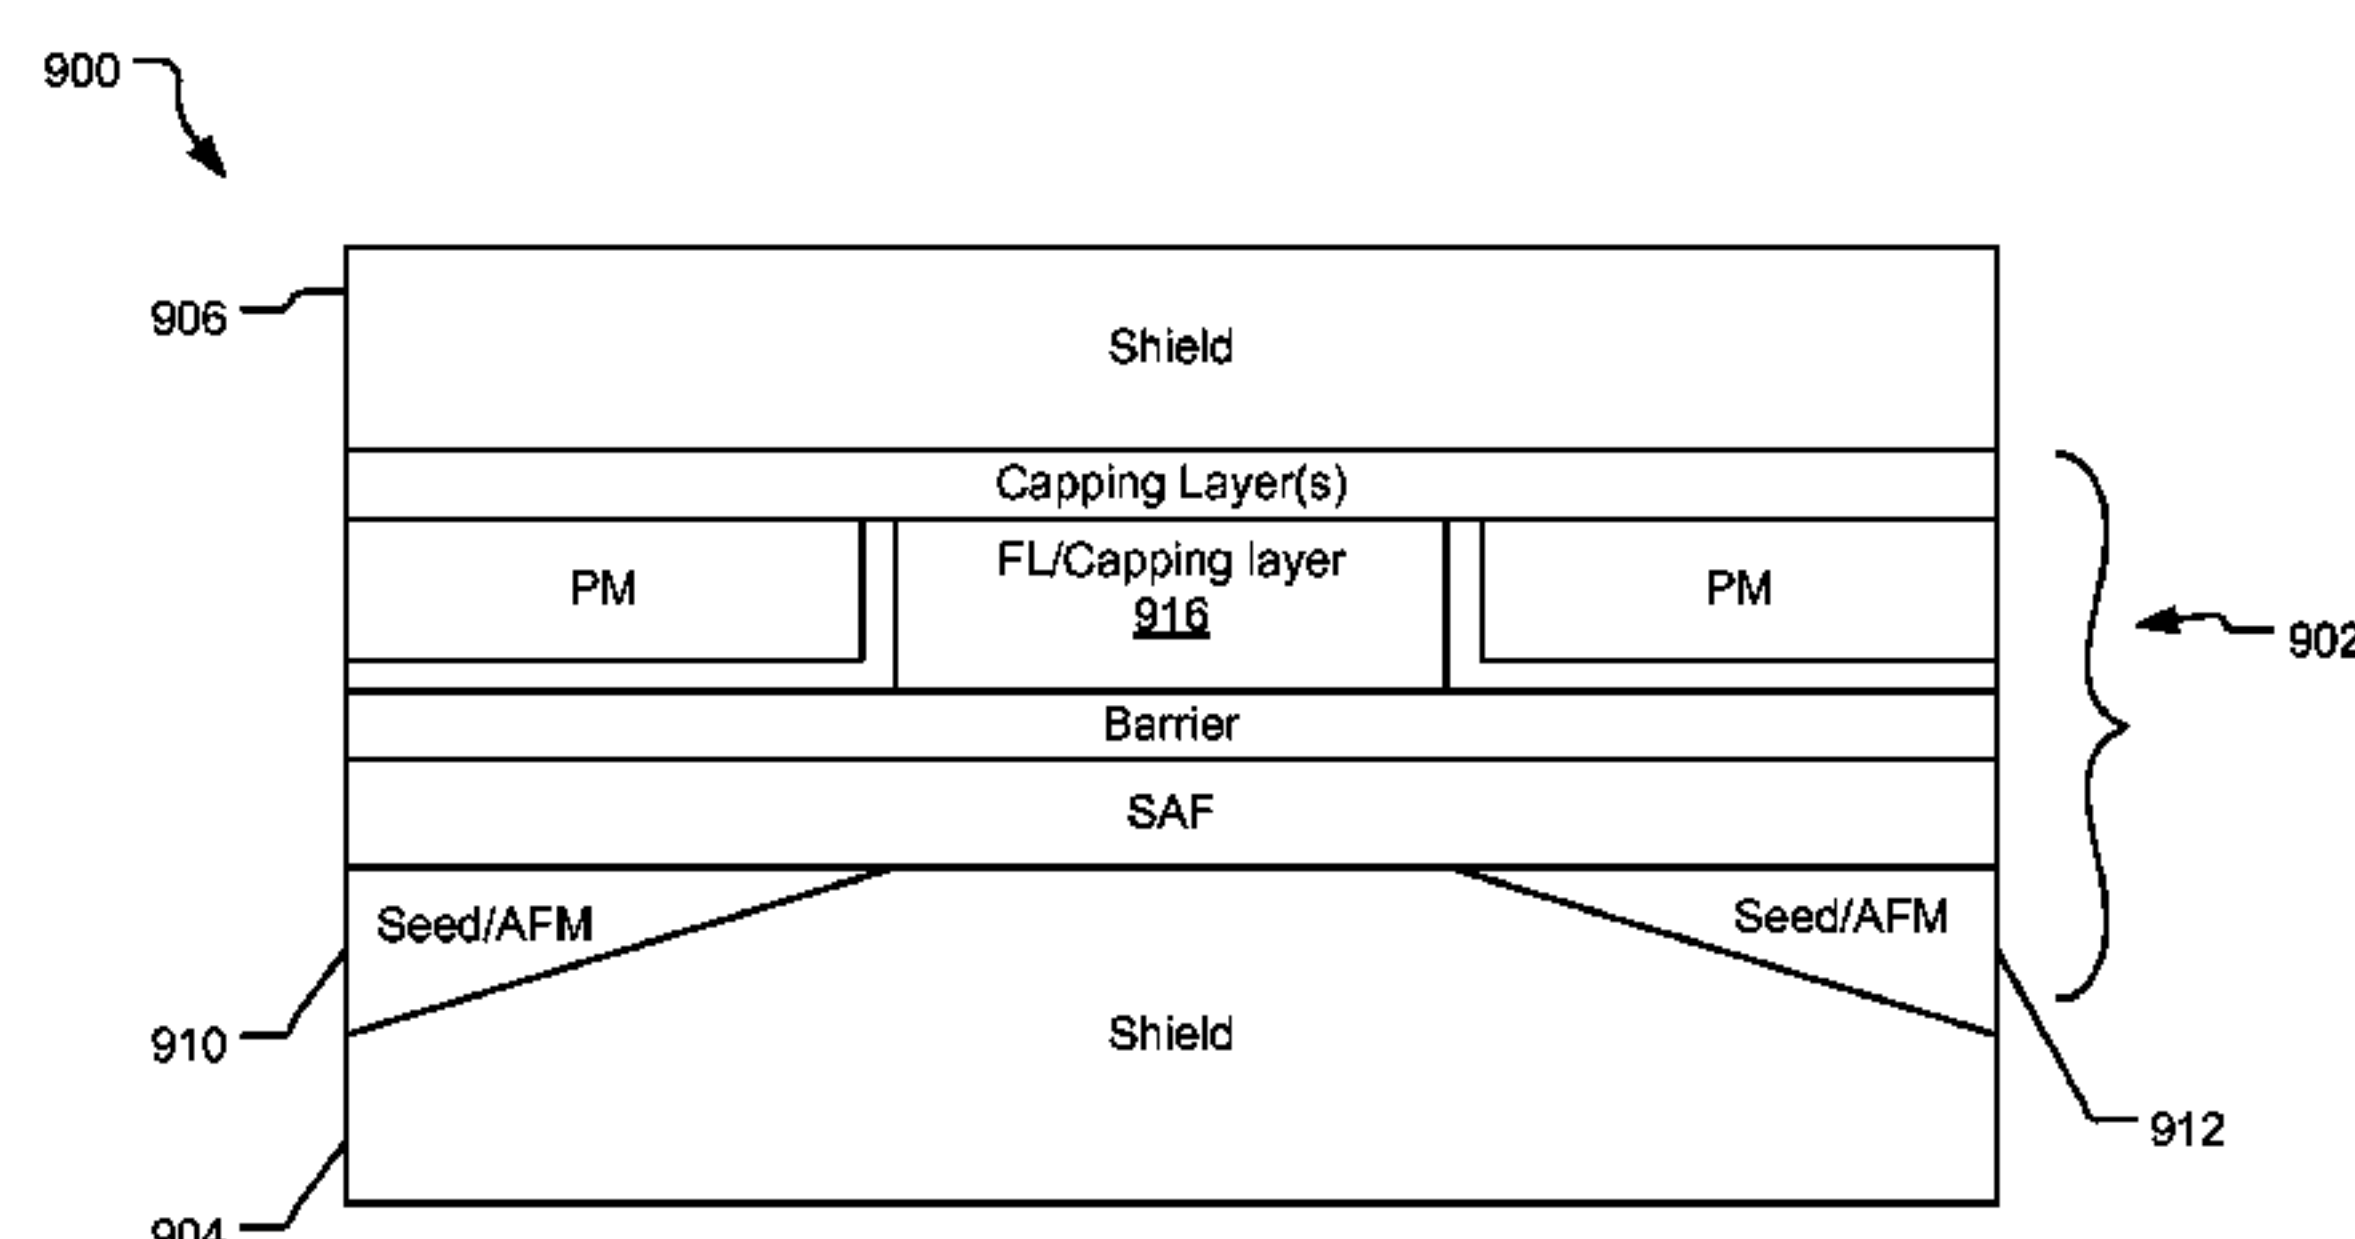 900
906
Shield
Capping Layer(s)
PM
FL/Capping layer
916
PM
902
Barrier
SAF
Seed/AFM
Seed/AFM
910
Shield
912
904